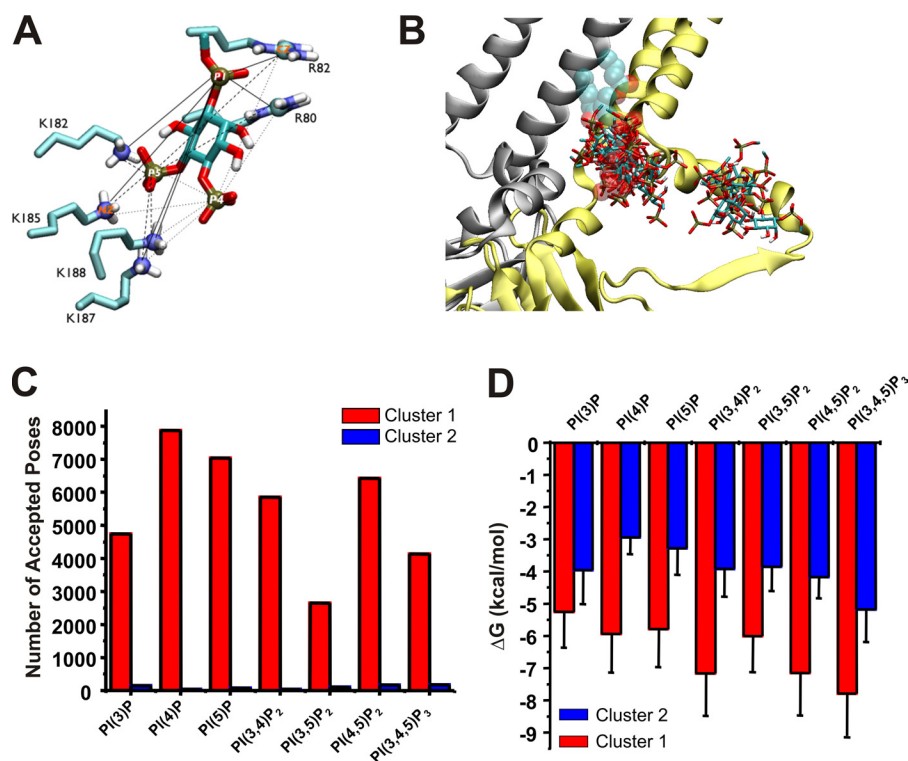 A
B
P1
C7
R82
R80
K182
P5
P4
K185
NZ
K188
K187
C
D
Cluster 1
Cluster 2
Number of Accepted Poses
8000
7000
6000
5000
4000
3000
2000
1000
0
PI(3)P
PI(4)P
PI(5)P
PI(3,4)P2
PI(3,5)P2
PI(4,5)P2
PI(3,4,5)P3
PI(3)P
PI(4)P
PI(5)P
PI(3,4)P2
PI(3,5)P2
PI(4,5)P2
PI(3,4,5)P3
ΔG (kcal/mol)
0
-1
-2
-3
-4
-5
-6
-7
-8
-9
Cluster 2
Cluster 1